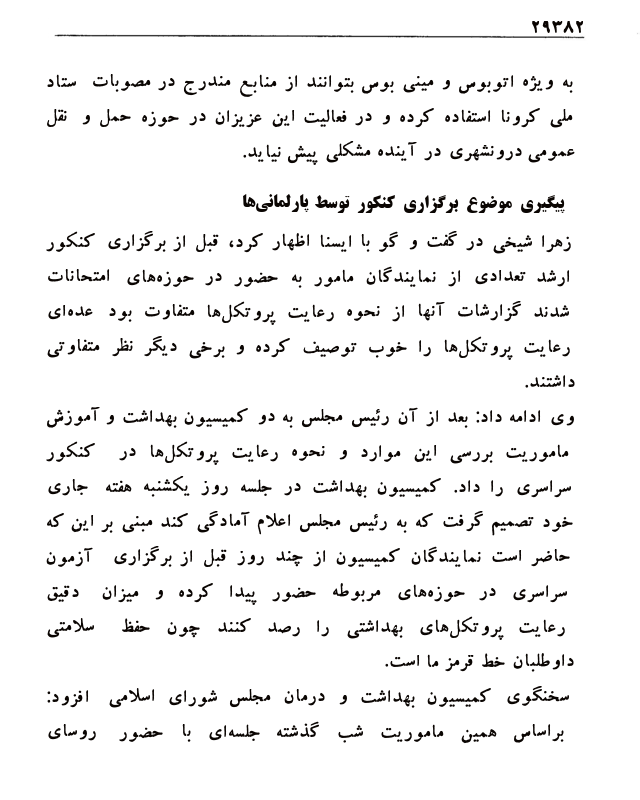 ۲۹۳۸۲
به ویژه اتوبوس و مینی بوس بتوانند از منابع مندرج در مصوبات ستاد
ملی کرونا استفاده کرده و در فعالیت این عزیزان در حوزه حمل و نقل
عمومی درونشهری در آینده مشکلی پیش نیاید.
پیگیری موضوع برگزاری کنکور توسط پارلمانی‌ها
زهرا شیخی در گفت و گو با ایسنا اظهار کرد، قبل از برگزاری کنکور
ارشد تعدادی از نمایندگان مامور به حضور در حوزه‌های امتحانات
شدند گزارشات آنها از نحوه رعایت پروتکل‌ها متفاوت بود عده‌ای
رعایت پروتکل‌ها را خوب توصیف کرده و برخی دیگر نظر متفاوتی
داشتند.
وی ادامه داد: بعد از آن رئیس مجلس به دو کمیسیون بهداشت و آموزش
ماموریت بررسی این موارد و نحوه رعایت پروتکل‌ها در کنکور
سراسری را داد. کمیسیون بهداشت در جلسه روز یکشنبه هفته جاری
خود تصمیم گرفت که به رئیس مجلس اعلام آمادگی کند مبنی بر این که
حاضر است نمایندگان کمیسیون از چند روز قبل از برگزاری آزمون
سراسری در حوزه‌های مربوطه حضور پیدا کرده و میزان دقیق
رعایت پروتکل‌های بهداشتی را رصد کنند چون حفظ سلامتی
داوطلبان خط قرمز ما است.
سخنگوی کمیسیون بهداشت و درمان مجلس شورای اسلامی افزود:
براساس همین ماموریت شب گذشته جلسه‌ای با حضور روسای